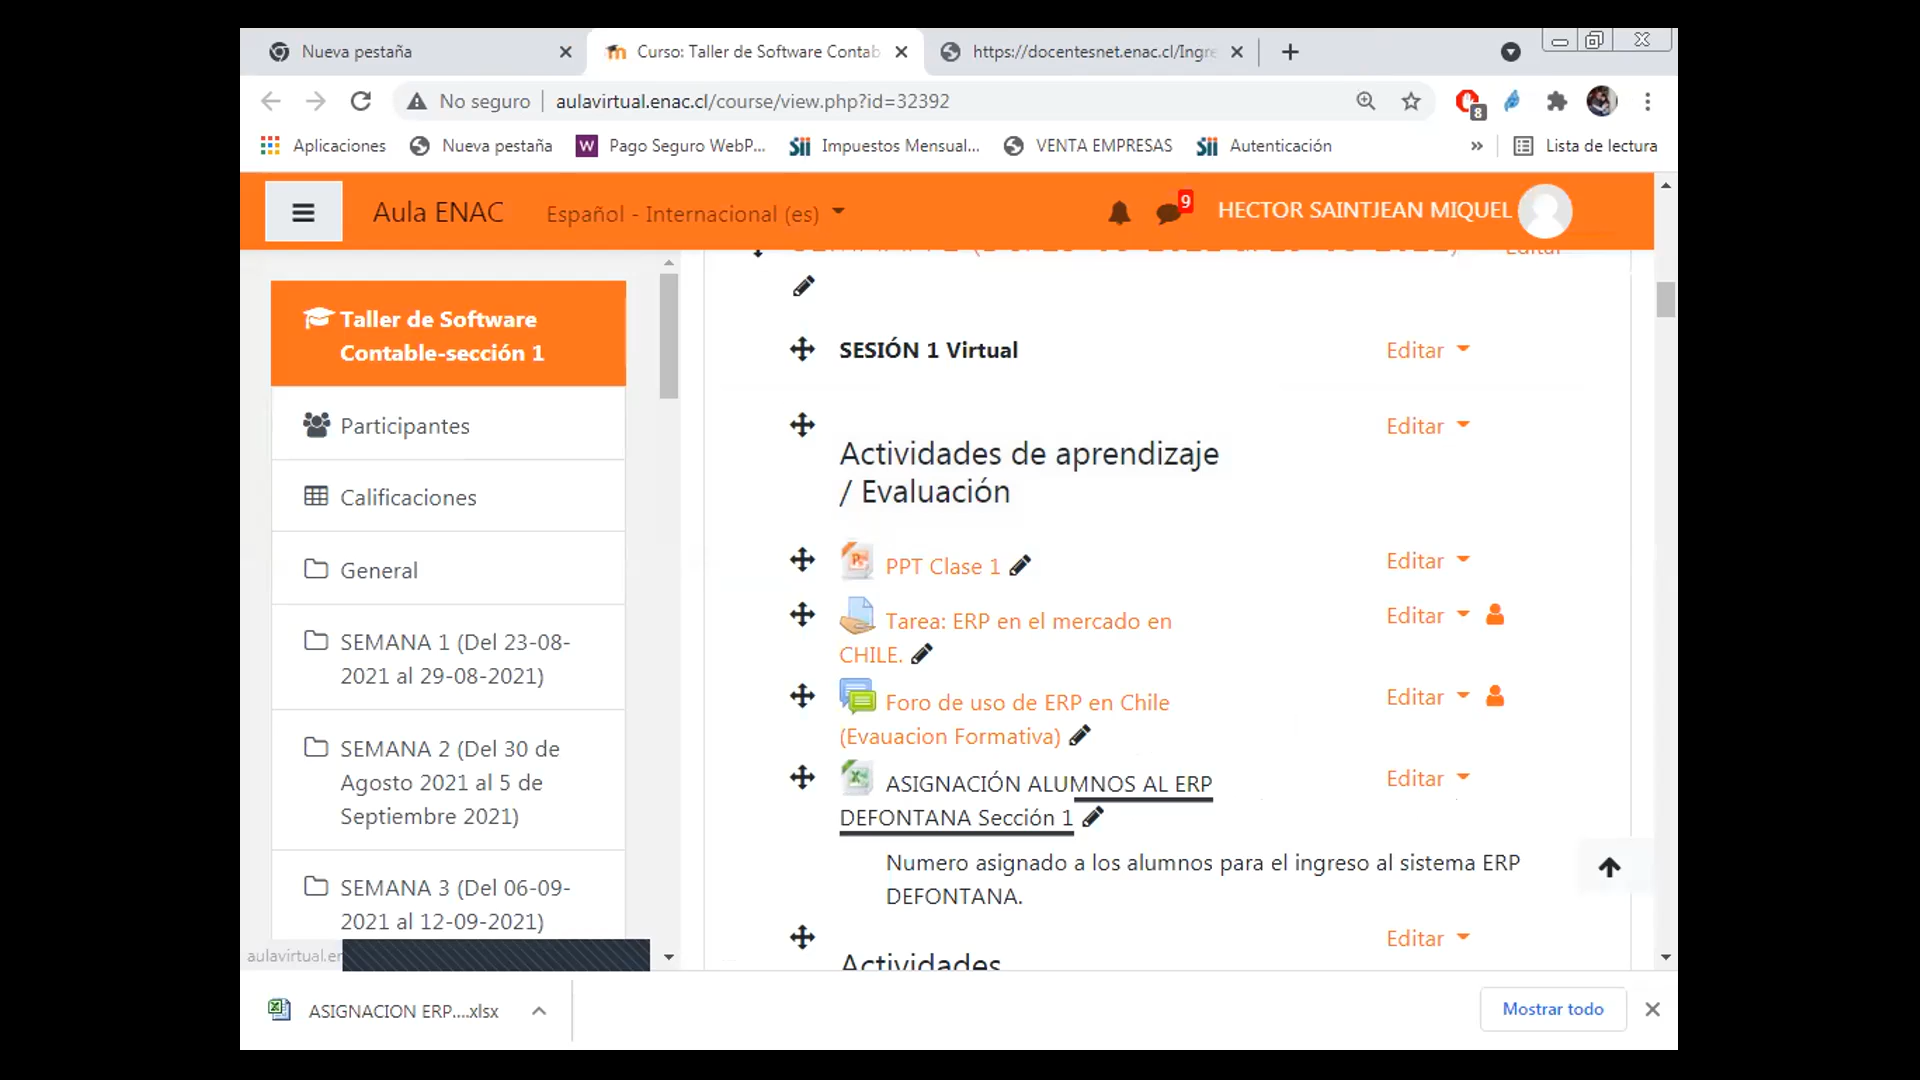 Nueva pestaña
Curso: Taller de Software Contab
https://docentesnet.enac.cl/Ingre
No seguro
aulavirtual.enac.cl/course/view.php?id=32392
8
Aplicaciones
Nueva pestaña
W
Pago Seguro WebP...
Sii
Impuestos Mensual...
VENTA EMPRESAS
Sii
Autenticación
»
Lista de lectura
Aula ENAC
Español - Internacional (es)
9
HECTOR SAINTJEAN MIQUEL
Editar
Taller de Software
Contable-sección 1
Participantes
Calificaciones
General
SEMANA 1 (Del 23-08-
2021 al 29-08-2021)
SEMANA 2 (Del 30 de
Agosto 2021 al 5 de
Septiembre 2021)
SEMANA 3 (Del 06-09-
2021 al 12-09-2021)
SESIÓN 1 Virtual
Editar
Actividades de aprendizaje
/ Evaluación
Editar
PPT Clase 1
Editar
Tarea: ERP en el mercado en
CHILE.
Editar
Foro de uso de ERP en Chile
(Evauacion Formativa)
Editar
ASIGNACIÓN ALUMNOS AL ERP
DEFONTANA Sección 1
Editar
Numero asignado a los alumnos para el ingreso al sistema ERP
DEFONTANA.
Actividades
Editar
aulavirtual.en
ASIGNACION ERP....xlsx
Mostrar todo